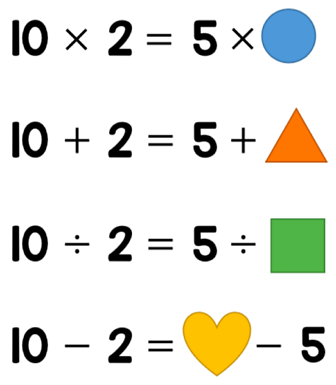 10 × 2 = 5 ×
10 + 2 = 5 +
10 ÷ 2 = 5 ÷
10 − 2 = − 5